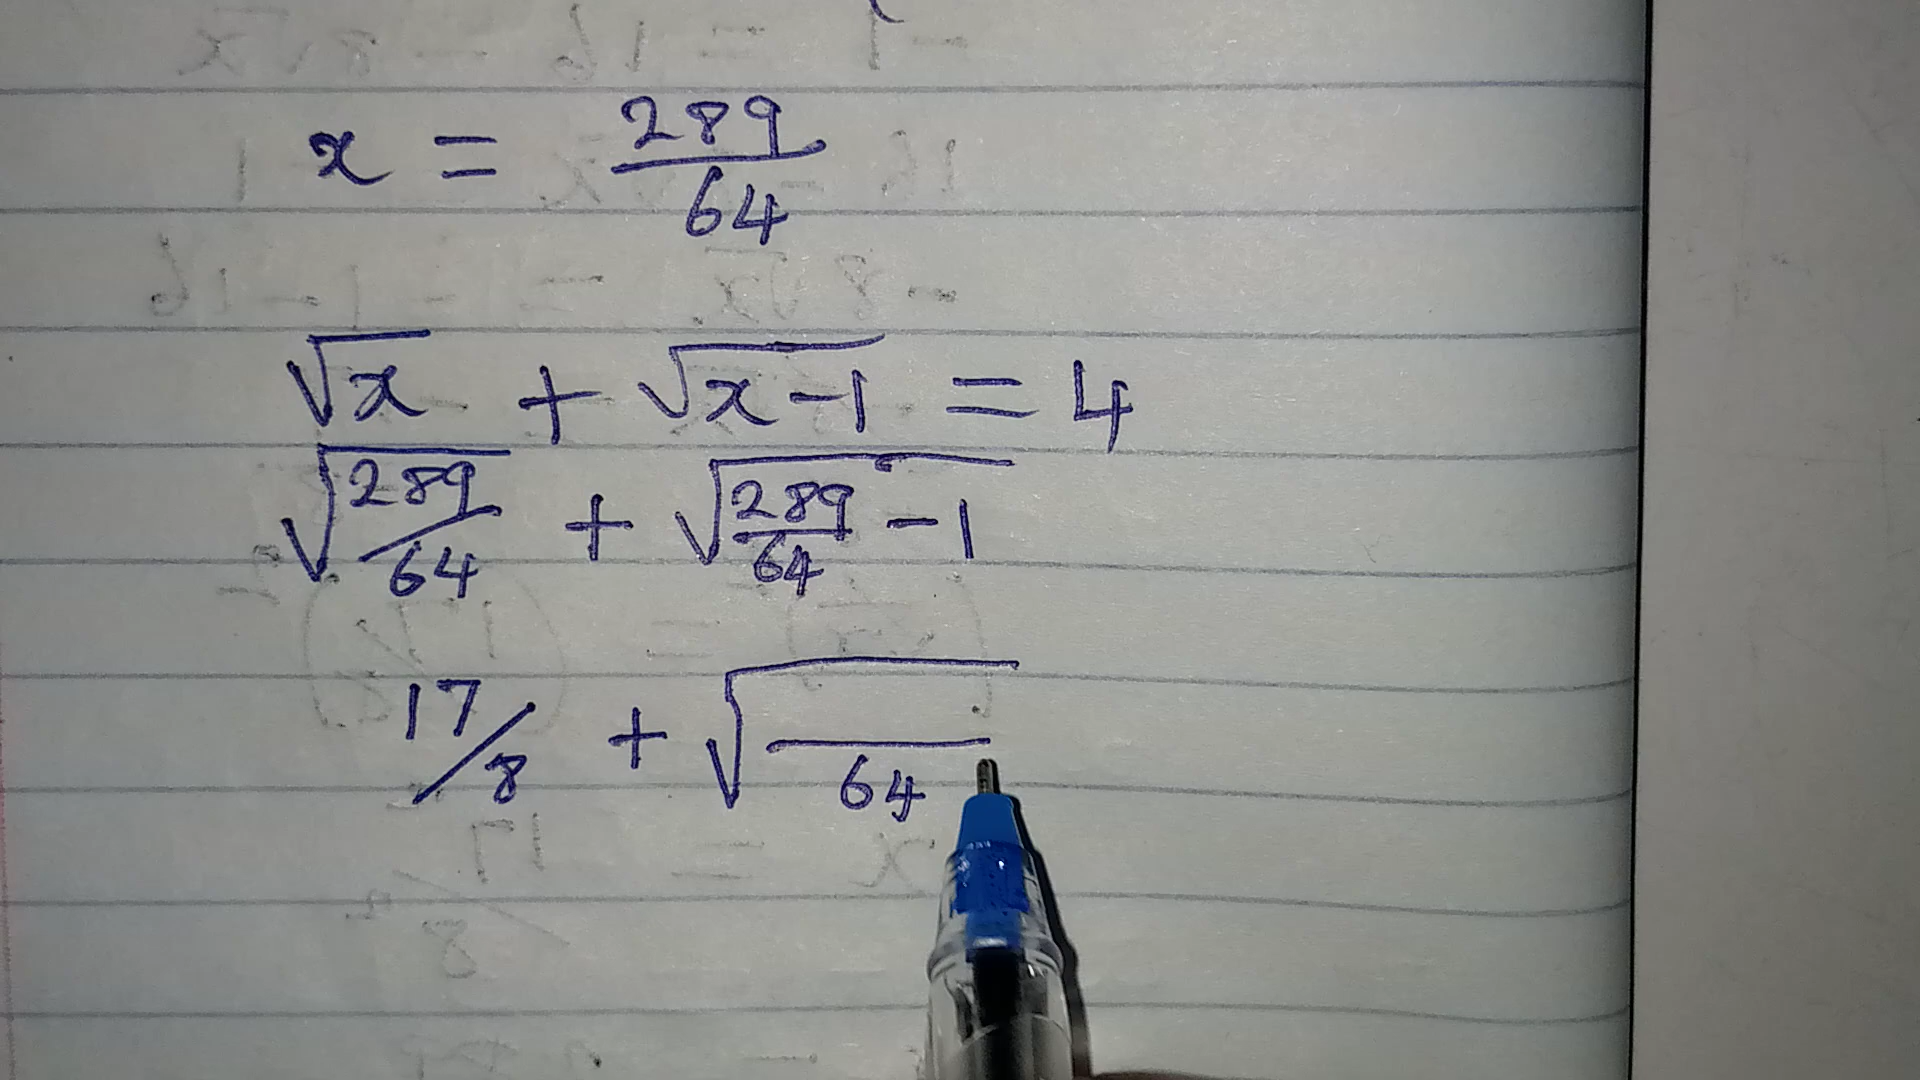 x = 289/64
√x + √(x-1) = 4
√(289/64) + √(289/64 - 1)
17/8 + √( /64)